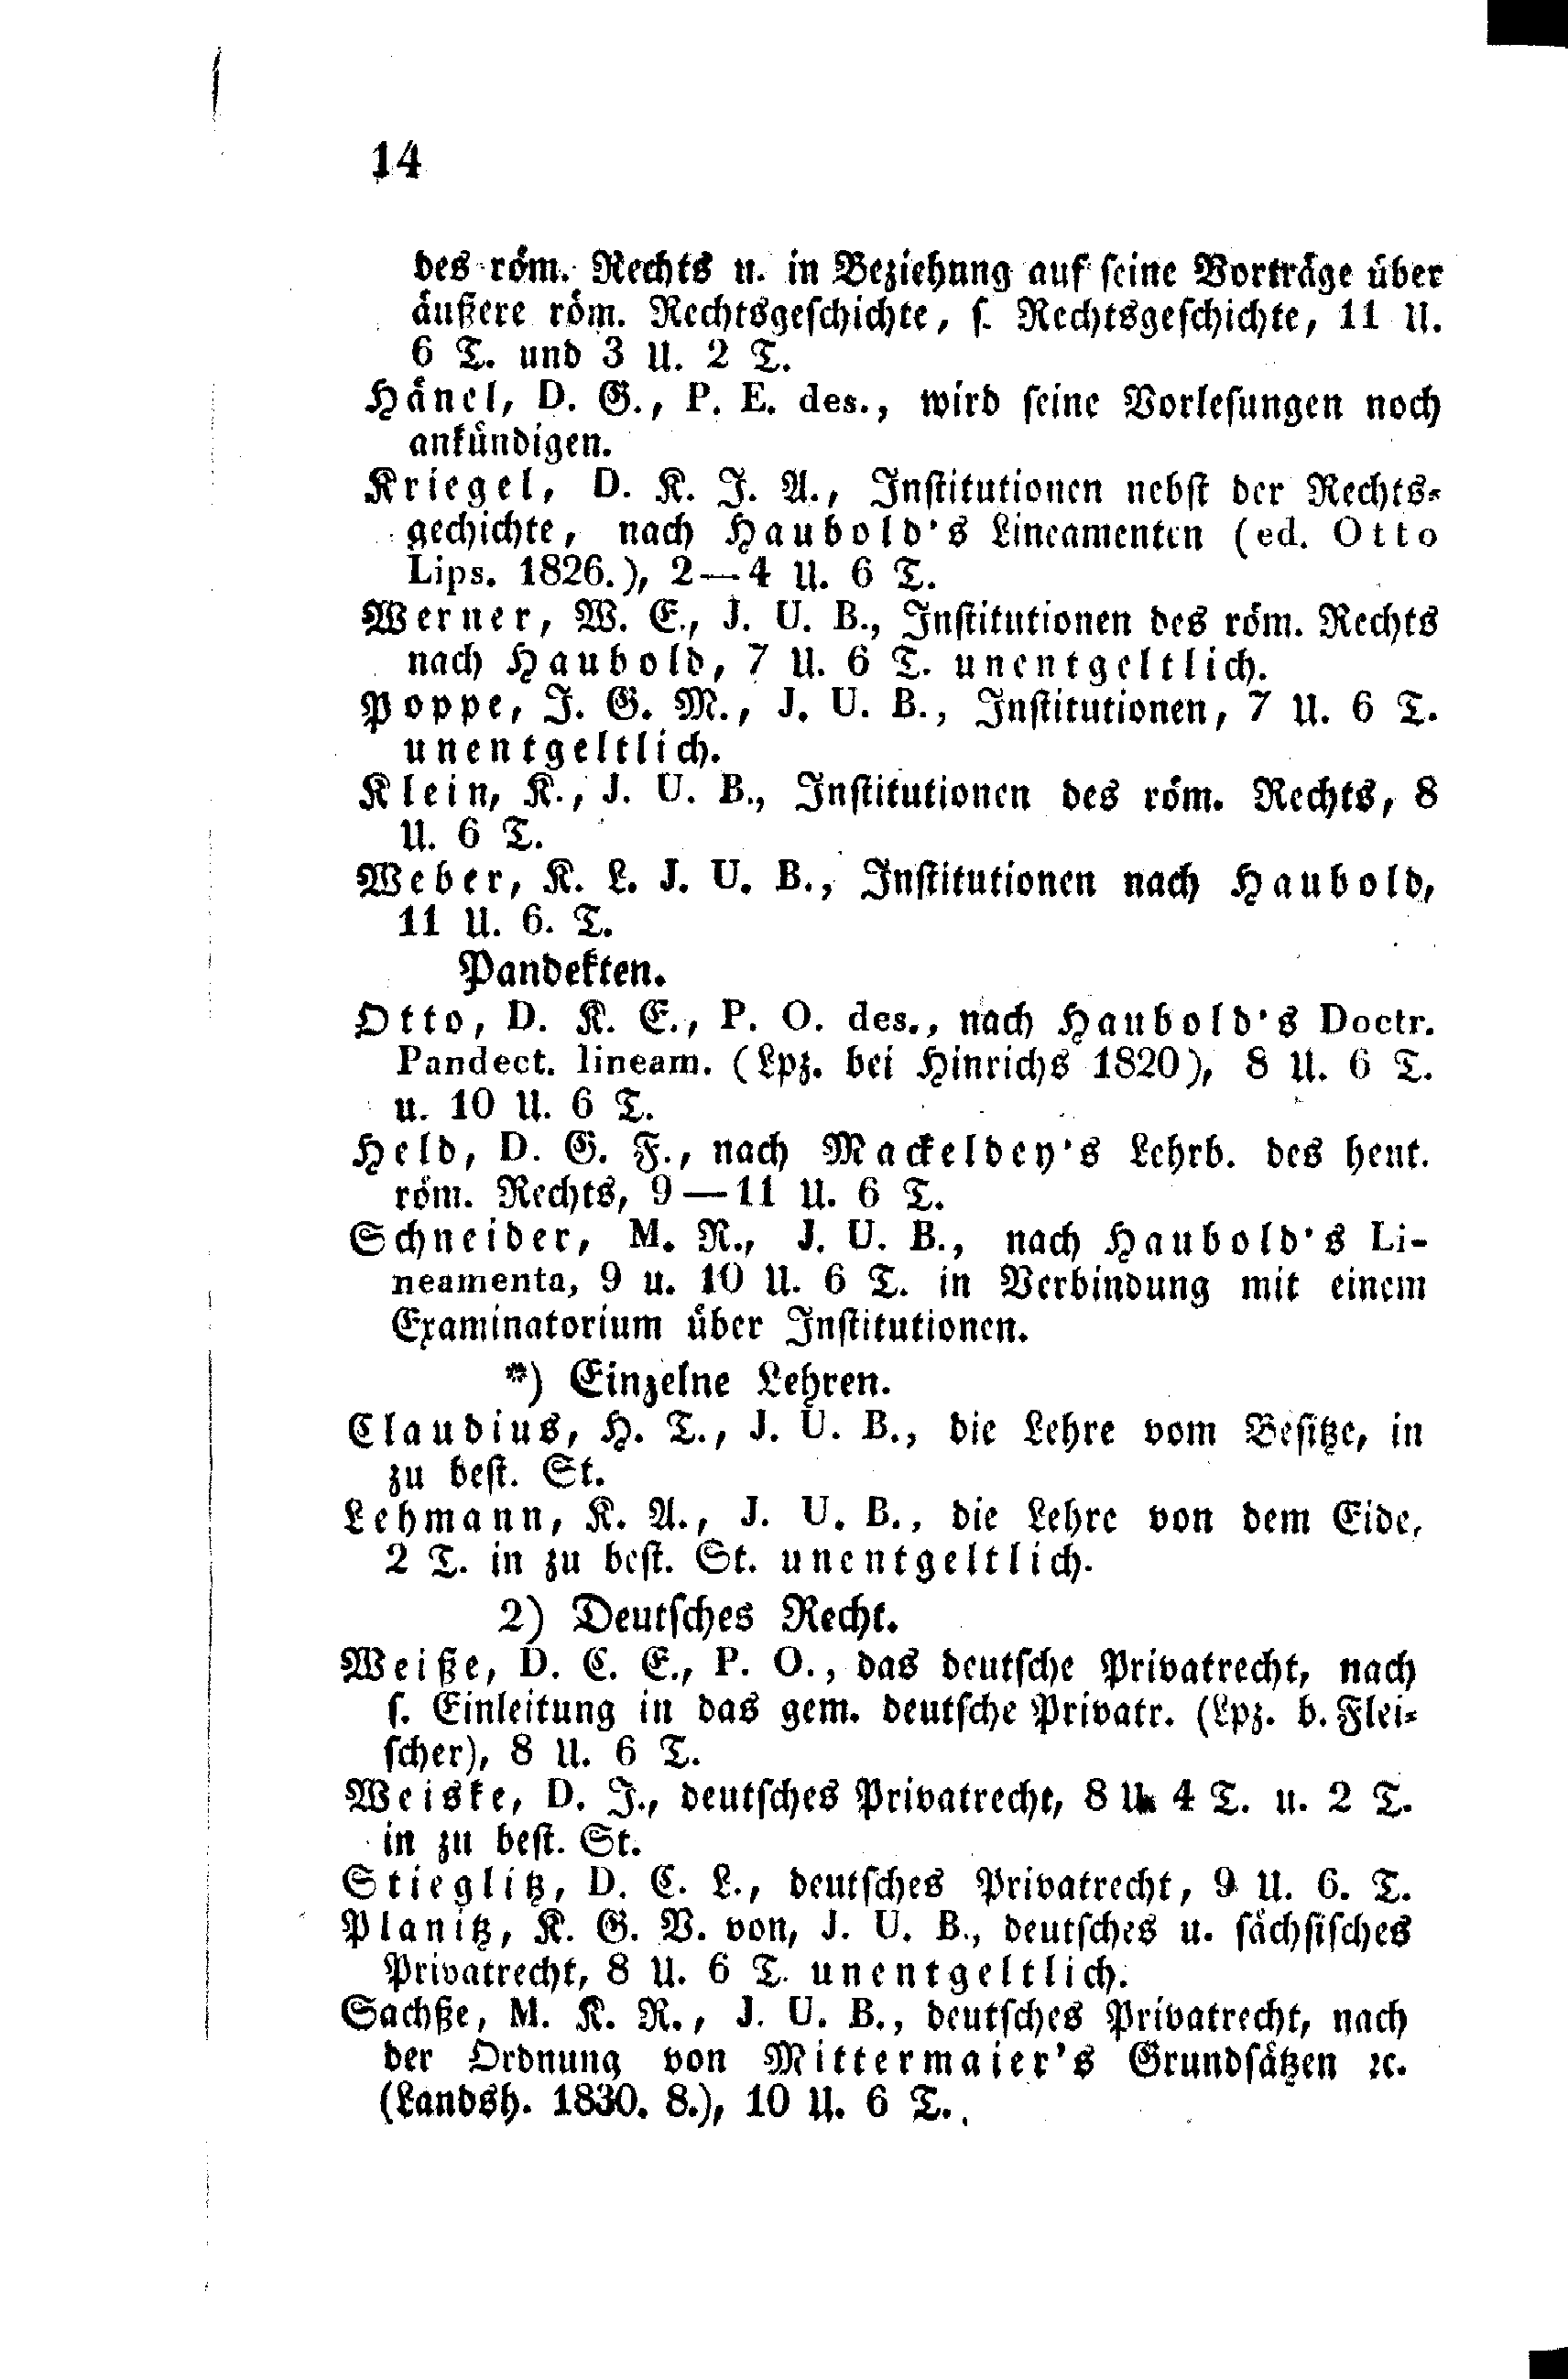 14
des röm. Rechts u. in Beziehung auf seine Vorträge über
äußere röm. Rechtsgeschichte, s. Rechtsgeschichte, 11 U.
6 T. und 3 U. 2 T.
Hänel, D. G., P. E. des., wird seine Vorlesungen noch
ankündigen.
Kriegel, D. K. J. A., Institutionen nebst der Rechts-
gechichte, nach Haubold's Lineamenten (ed. Otto
Lips. 1826.), 2—4 U. 6 T.
Werner, W. E., J. U. B., Institutionen des röm. Rechts
nach Haubold, 7 U. 6 T. unentgeltlich.
Poppe, J. G. M., J. U. B., Institutionen, 7 U. 6 T.
unentgeltlich.
Klein, K., J. U. B., Institutionen des röm. Rechts, 8
U. 6 T.
Weber, K. L. J. U. B., Institutionen nach Haubold,
11 U. 6. T.
Pandekten.
Otto, D. K. E., P. O. des., nach Haubold's Doctr.
Pandect. lineam. (Lpz. bei Hinrichs 1820), 8 U. 6 T.
u. 10 U. 6 T.
Held, D. G. F., nach Mackeldey's Lehrb. des heut.
röm. Rechts, 9—11 U. 6 T.
Schneider, M. R., J. U. B., nach Haubold's Li-
neamenta, 9 u. 10 U. 6 T. in Verbindung mit einem
Examinatorium über Institutionen.
*) Einzelne Lehren.
Claudius, H. T., J. U. B., die Lehre vom Besitze, in
zu best. St.
Lehmann, K. A., J. U. B., die Lehre von dem Eide,
2 T. in zu best. St. unentgeltlich.
2) Deutsches Recht.
Weiße, D. C. E., P. O., das deutsche Privatrecht, nach
s. Einleitung in das gem. deutsche Privatr. (Lpz. b. Flei-
scher), 8 U. 6 T.
Weiske, D. J., deutsches Privatrecht, 8 U. 4 T. u. 2 T.
in zu best. St.
Stieglitz, D. C. L., deutsches Privatrecht, 9 U. 6. T.
Planitz, K. G. V. von, J. U. B., deutsches u. sächsisches
Privatrecht, 8 U. 6 T. unentgeltlich.
Sachße, M. K. R., J. U. B., deutsches Privatrecht, nach
der Ordnung von Mittermaier's Grundsätzen ꝛc.
(Landsh. 1830. 8.), 10 U. 6 T.